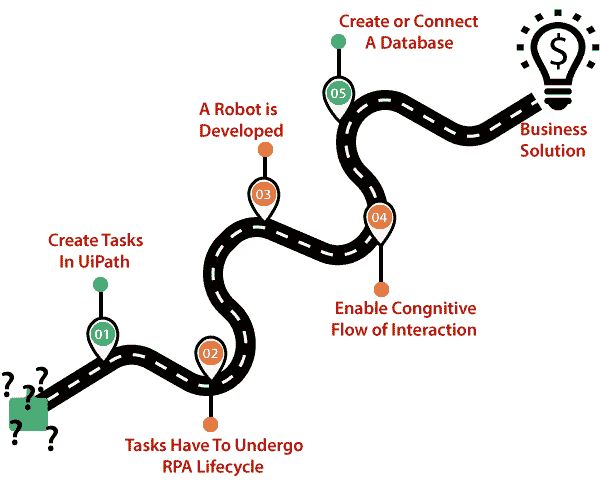 Create or Connect
A Database
$
05
Business
Solution
A Robot is
Developed
03
04
Enable Congnitive
Flow of Interaction
Create Tasks
In UiPath
01
02
Tasks Have To Undergo
RPA Lifecycle
? ? ? ? ?